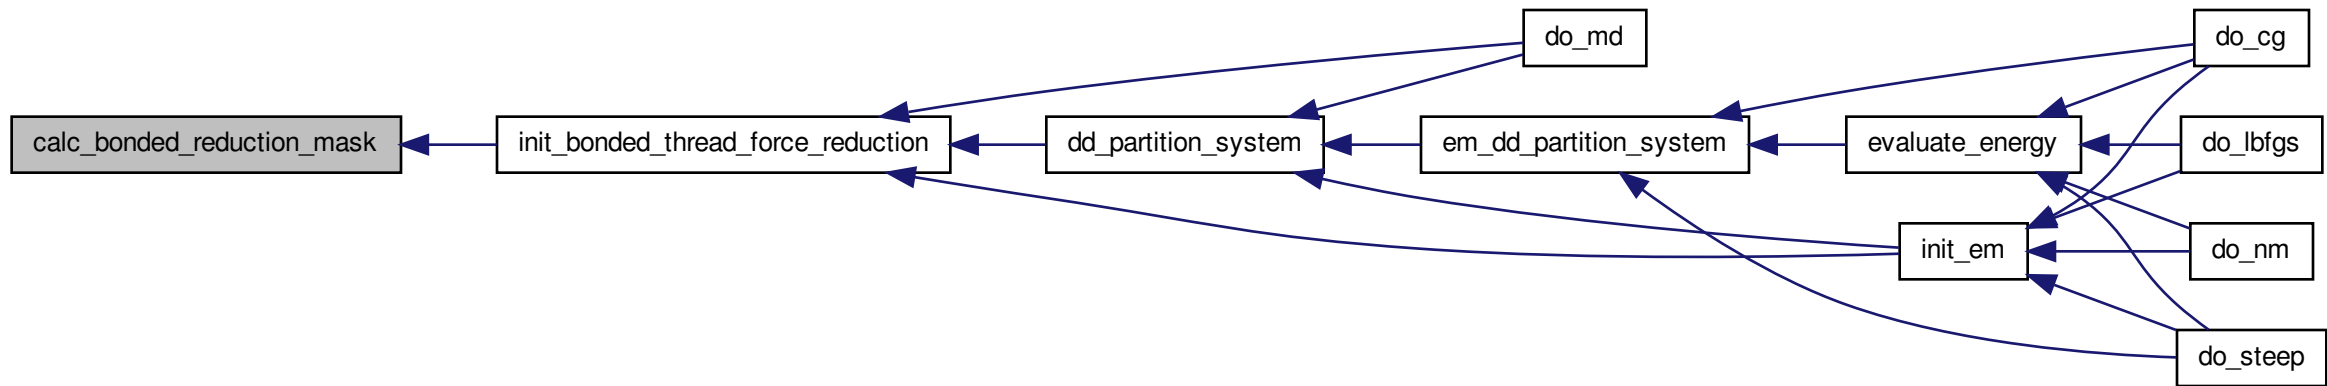 do_md
do_cg
calc_bonded_reduction_mask
init_bonded_thread_force_reduction
dd_partition_system
em_dd_partition_system
evaluate_energy
do_lbfgs
init_em
do_nm
do_steep